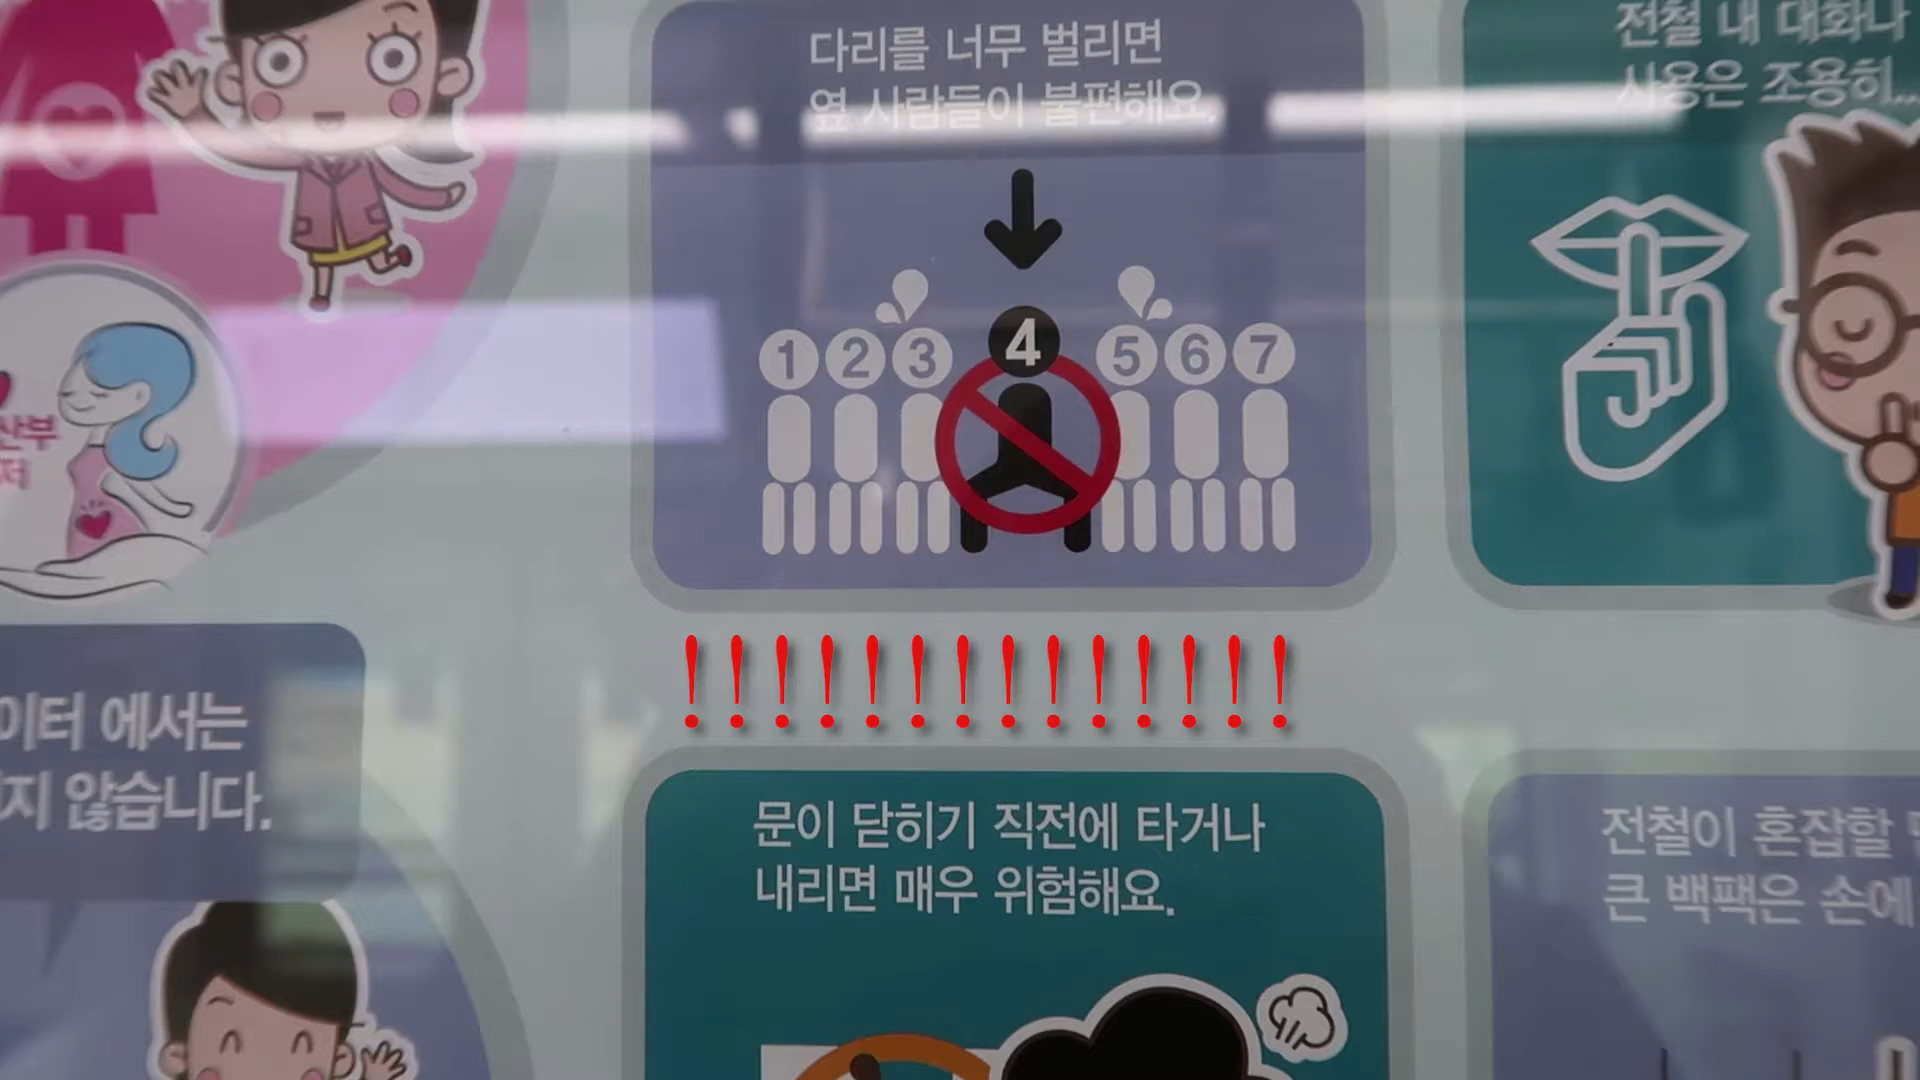 다리를 너무 벌리면
옆 사람들이 불편해요.
1 2 3 4 5 6 7
전철 내 대화나
사용은 조용히...
산부
!!!!!!!!!!!!!!
이터 에서는
지 않습니다.
문이 닫히기 직전에 타거나
내리면 매우 위험해요.
전철이 혼잡할
큰 백팩은 손에